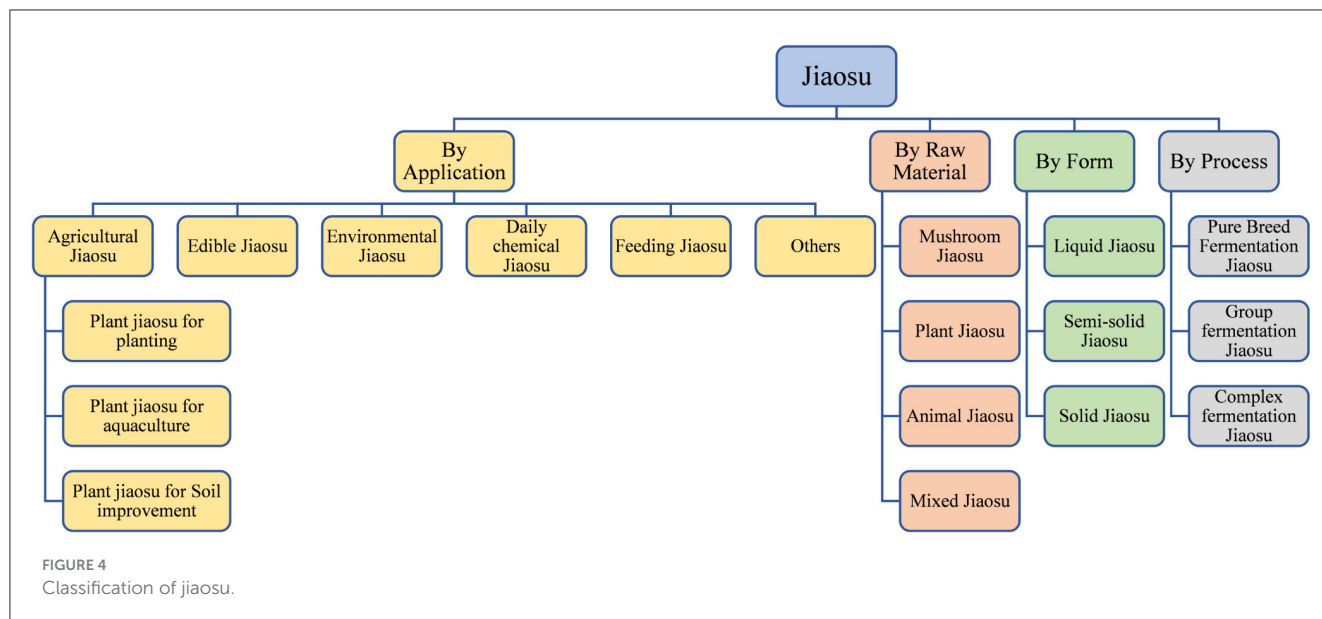 Jiaosu
By
Application
By Raw
Material
By Form
By Process
Agricultural
Jiaosu
Edible Jiaosu
Environmental
Jiaosu
Daily
chemical
Jiaosu
Feeding Jiaosu
Others
Mushroom
Jiaosu
Liquid Jiaosu
Pure Breed
Fermentation
Jiaosu
Plant jiaosu for
planting
Plant Jiaosu
Semi-solid
Jiaosu
Group
fermentation
Jiaosu
Plant jiaosu for
aquaculture
Animal Jiaosu
Solid Jiaosu
Complex
fermentation
Jiaosu
Plant jiaosu for Soil
improvement
Mixed Jiaosu
FIGURE 4
Classification of jiaosu.